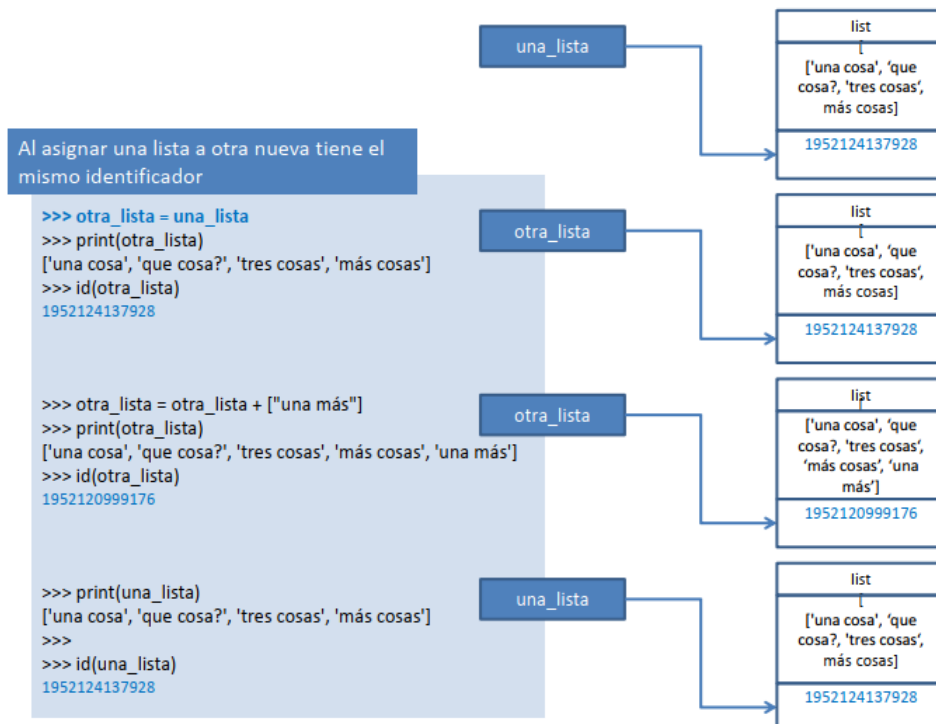 una_lista
list
[
['una cosa', ‘que
cosa?, 'tres cosas‘,
más cosas]
1952124137928
Al asignar una lista a otra nueva tiene el
mismo identificador
>>> otra_lista = una_lista
>>> print(otra_lista)
['una cosa', 'que cosa?', 'tres cosas', 'más cosas']
>>> id(otra_lista)
1952124137928
otra_lista
list
[
['una cosa', ‘que
cosa?, 'tres cosas‘,
más cosas]
1952124137928
>>> otra_lista = otra_lista + ["una más"]
>>> print(otra_lista)
['una cosa', 'que cosa?', 'tres cosas', 'más cosas', 'una más']
>>> id(otra_lista)
1952120999176
otra_lista
list
[
['una cosa', ‘que
cosa?, 'tres cosas‘,
‘más cosas’, ‘una
más’]
1952120999176
>>> print(una_lista)
['una cosa', 'que cosa?', 'tres cosas', 'más cosas']
>>>
>>> id(una_lista)
1952124137928
una_lista
list
[
['una cosa', ‘que
cosa?, 'tres cosas‘,
más cosas]
1952124137928